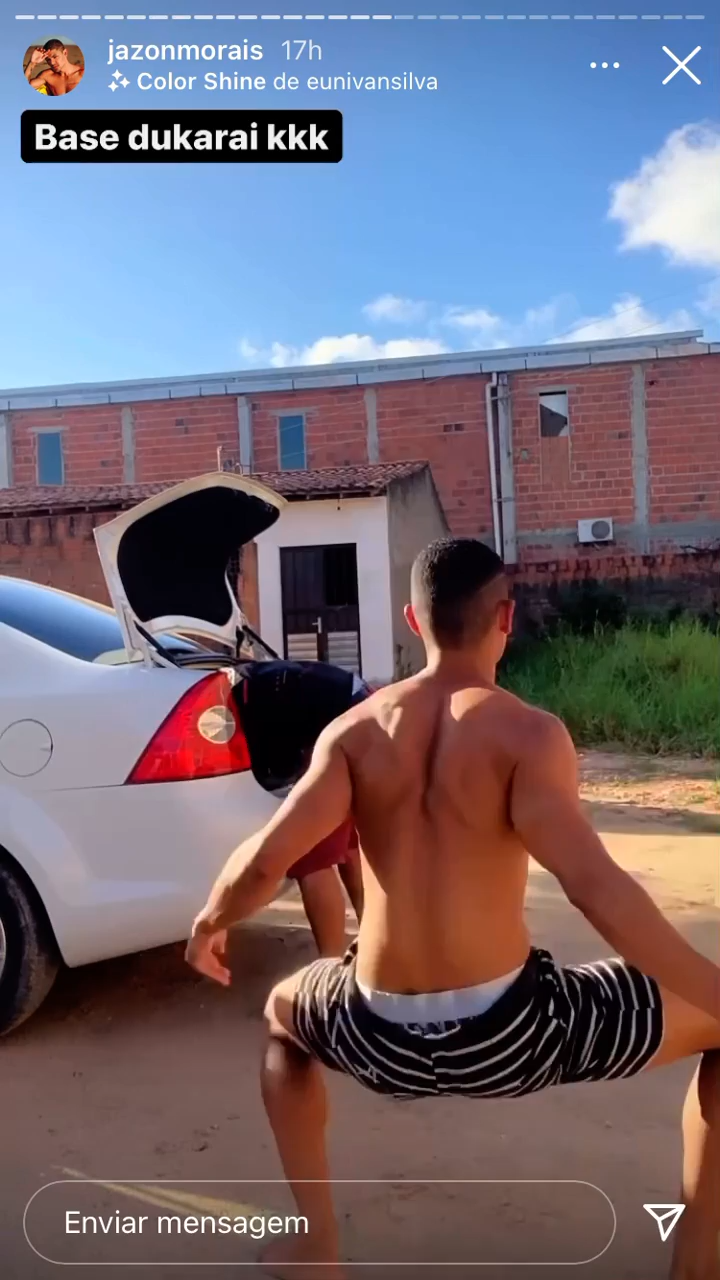 jazonmorais 17h
Color Shine de eunivansilva
Base dukarai kkk
Enviar mensagem